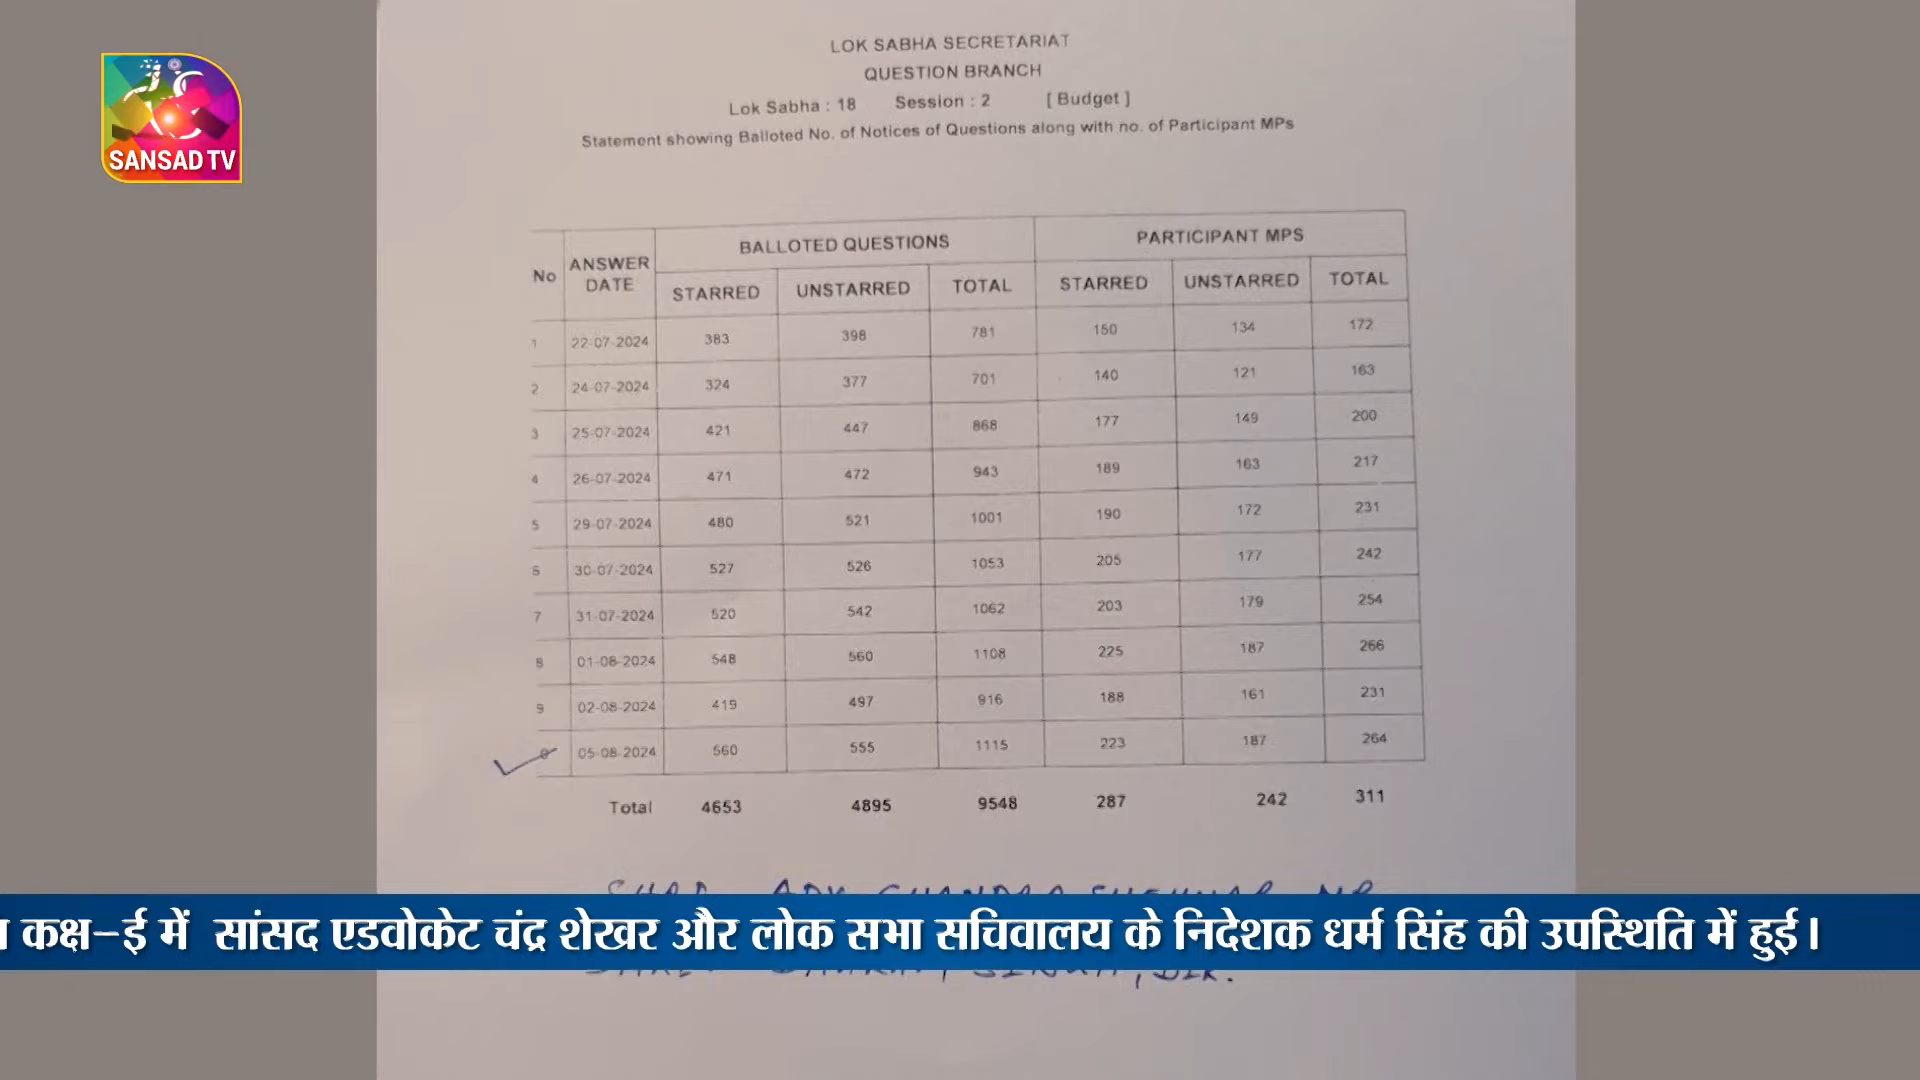 SANSAD TV
LOK SABHA SECRETARIAT
QUESTION BRANCH
Lok Sabha : 18 Session : 2 [ Budget ]
Statement showing Balloted No. of Notices of Questions along with no. of Participant MPs
No ANSWER DATE BALLOTED QUESTIONS PARTICIPANT MPS
STARRED UNSTARRED TOTAL STARRED UNSTARRED TOTAL
1 22-07-2024 383 398 781 150 134 172
2 24-07-2024 324 377 701 140 121 163
3 25-07-2024 421 447 868 177 149 200
4 26-07-2024 471 472 943 189 163 217
5 29-07-2024 480 521 1001 190 172 231
6 30-07-2024 527 526 1053 205 177 242
7 31-07-2024 520 542 1062 203 179 254
8 01-08-2024 548 560 1108 225 187 266
9 02-08-2024 419 497 916 188 161 231
05-08-2024 560 555 1115 223 187 264
Total 4653 4895 9548 287 242 311
कक्ष-ई में सांसद एडवोकेट चंद्र शेखर और लोक सभा सचिवालय के निदेशक धर्म सिंह की उपस्थिति में हुई।